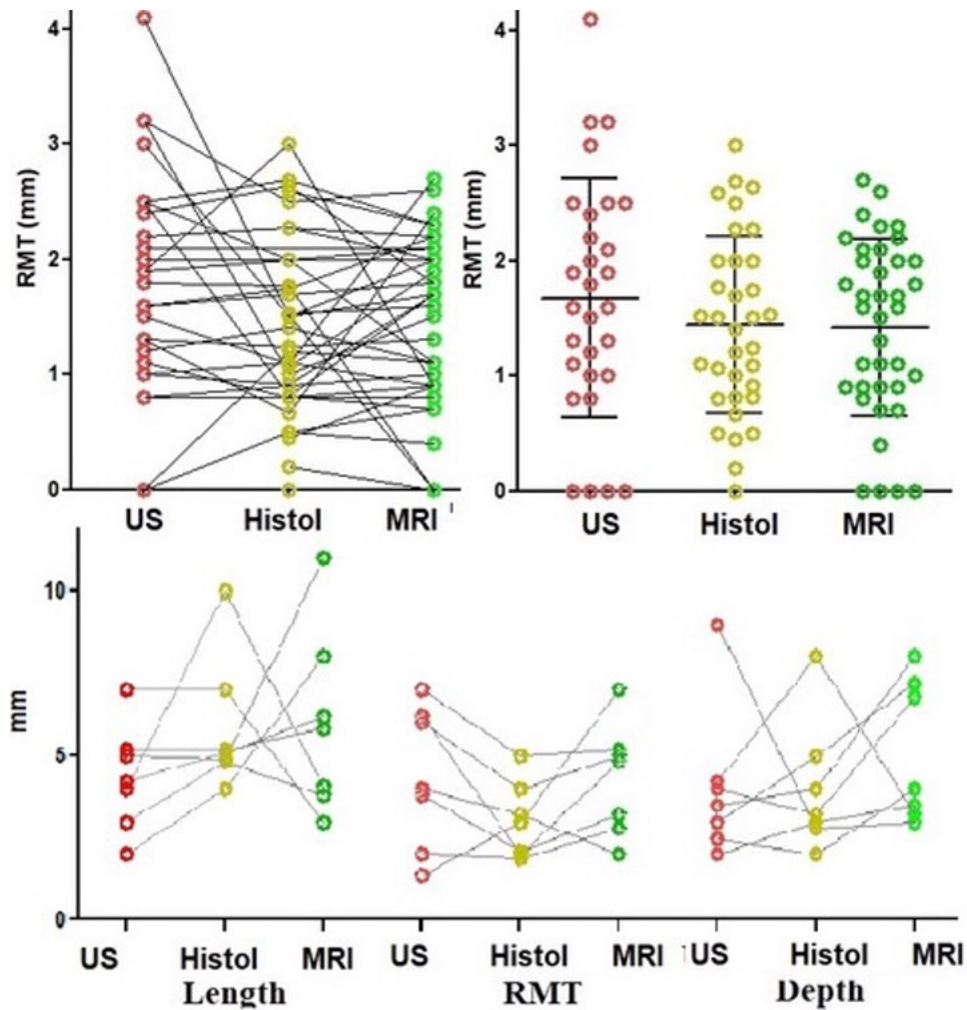 4
3
2
1
0
RMT (mm)
US Histol MRI
4
3
2
1
0
RMT (mm)
US Histol MRI
10
5
0
mm
US Histol MRI US Histol MRI US Histol MRI
Length RMT Depth